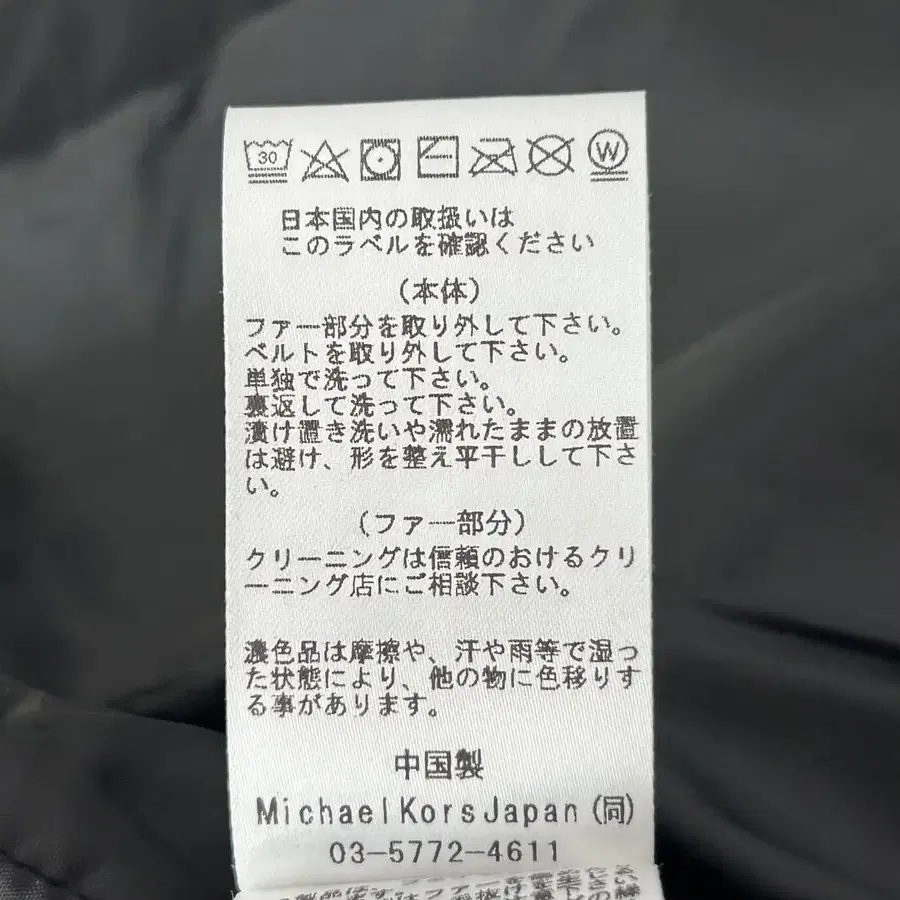 30
W
日本国内の取扱いは
このラベルを確認ください
(本体)
ファー部分を取り外して下さい。
ベルトを取り外して下さい。
単独で洗って下さい。
裏返して洗って下さい。
漬け置き洗いや濡れたままの放置
は避け、形を整え平干しして下さ
い。
(ファー部分)
クリーニングは信頼のおけるクリ
ーニング店にご相談下さい。
濃色品は摩擦や、汗や雨等で湿っ
た状態により、他の物に色移りす
る事があります。
中国製
Michael Kors Japan (同)
03-5772-4611